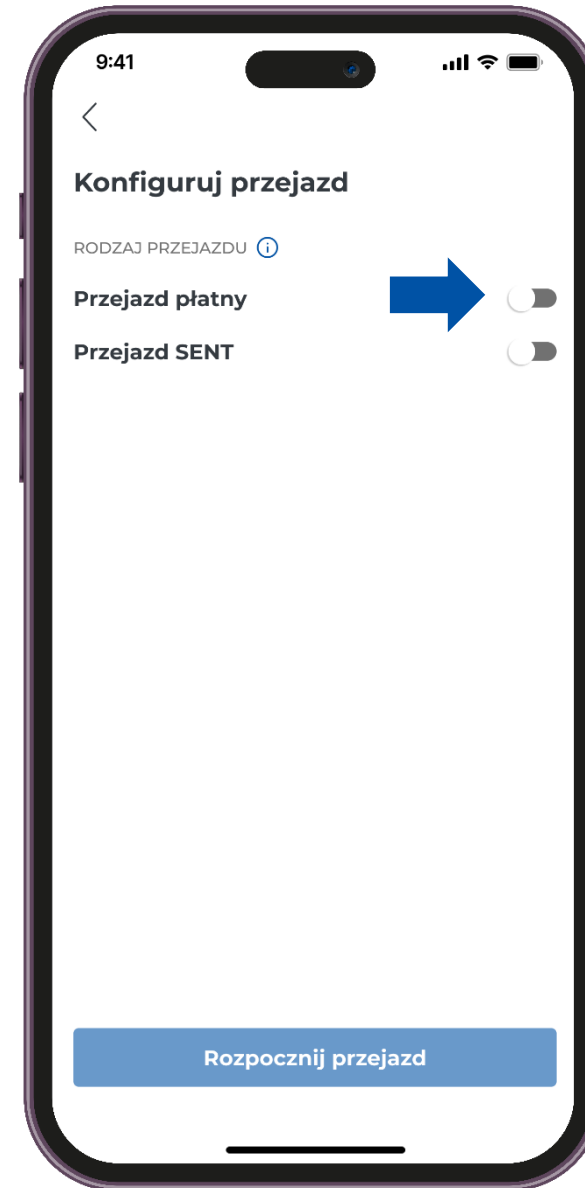 9:41
Konfiguruj przejazd
RODZAJ PRZEJAZDU
Przejazd płatny
Przejazd SENT
Rozpocznij przejazd